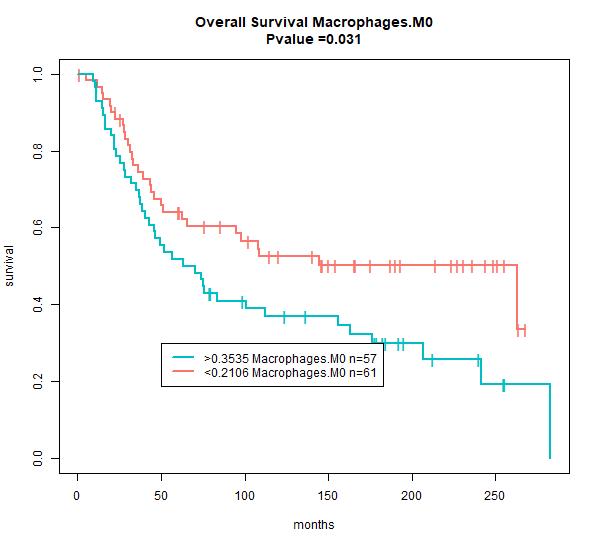 Overall Survival Macrophages.M0
Pvalue =0.031
survival
1.0
0.8
0.6
0.4
0.2
0.0
>0.3535 Macrophages.M0 n=57
<0.2106 Macrophages.M0 n=61
0 50 100 150 200 250
months